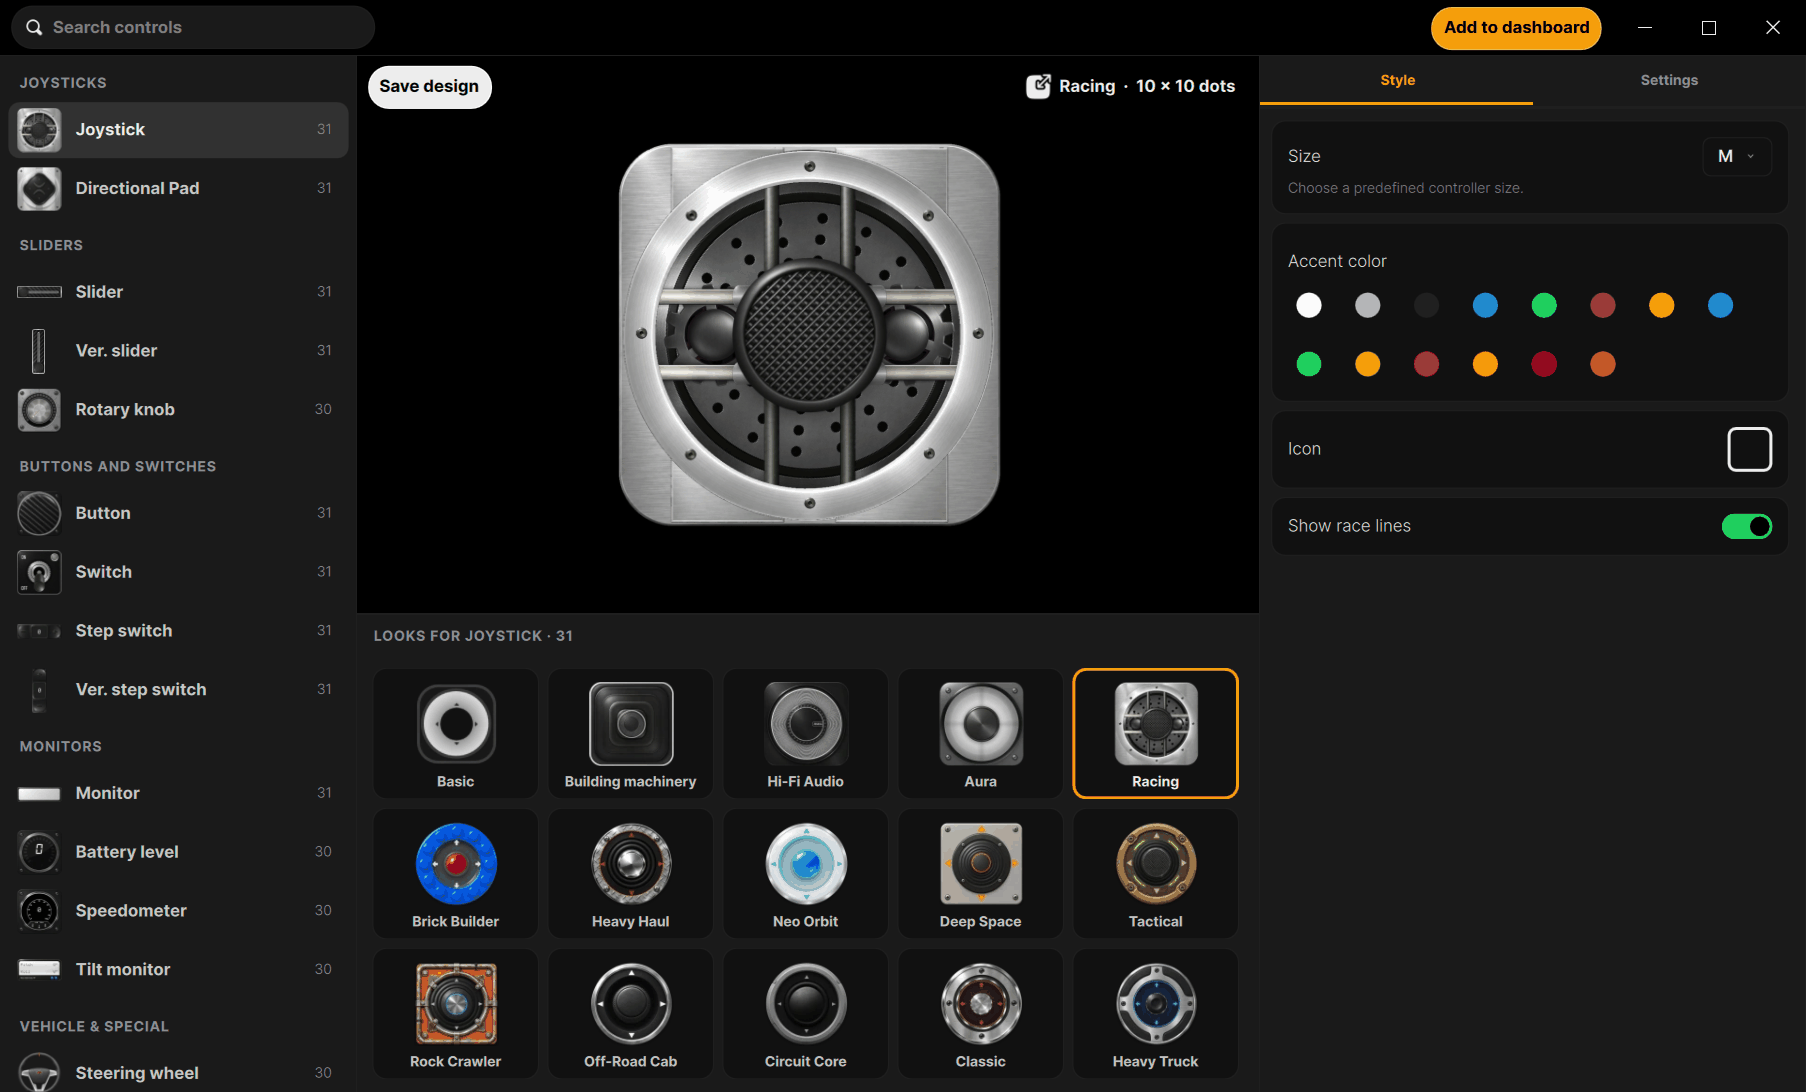 Search controls
Add to dashboard
JOYSTICKS
Joystick 31
Directional Pad 31
SLIDERS
Slider 31
Ver. slider 31
Rotary knob 30
BUTTONS AND SWITCHES
Button 31
Switch 31
Step switch 31
Ver. step switch 31
MONITORS
Monitor 31
Battery level 30
Speedometer 30
Tilt monitor 30
VEHICLE & SPECIAL
Steering wheel 30
Save design
Racing · 10 × 10 dots
LOOKS FOR JOYSTICK · 31
Basic
Building machinery
Hi-Fi Audio
Aura
Racing
Brick Builder
Heavy Haul
Neo Orbit
Deep Space
Tactical
Rock Crawler
Off-Road Cab
Circuit Core
Classic
Heavy Truck
Style
Settings
Size
M
Choose a predefined controller size.
Accent color
Icon
Show race lines